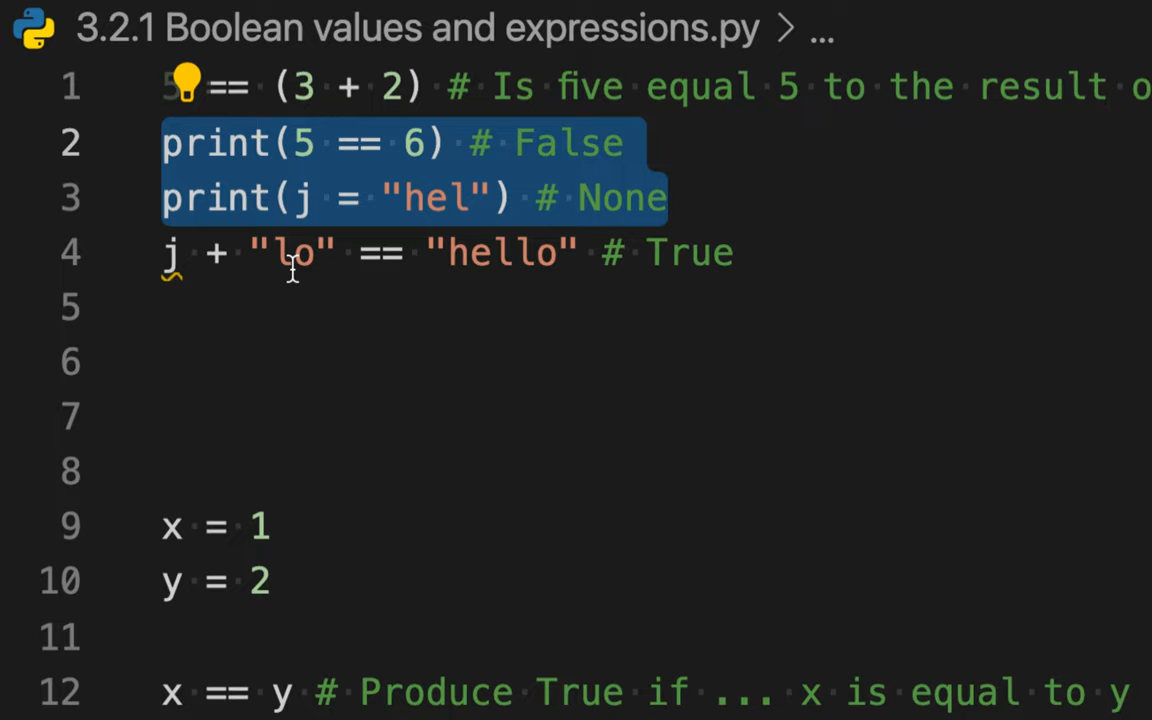 3.2.1 Boolean values and expressions.py > ...
1 5 == (3 + 2) # Is five equal 5 to the result o
2 print(5 == 6) # False
3 print(j = "hel") # None
4 j + "lo" == "hello" # True
5
6
7
8
9 x = 1
10 y = 2
11
12 x == y # Produce True if ... x is equal to y